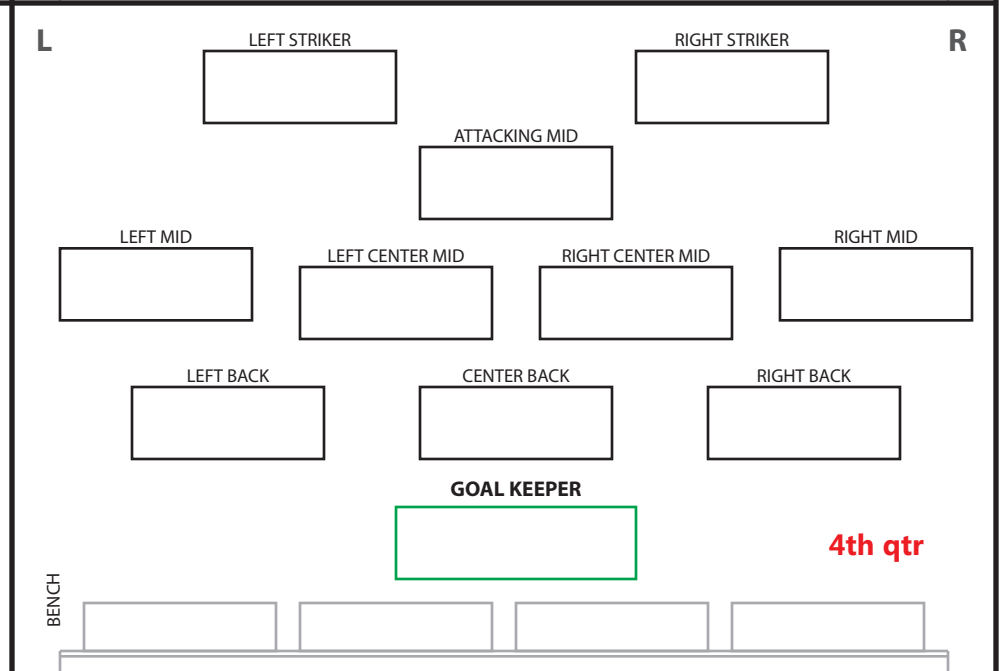 L
R
LEFT STRIKER
RIGHT STRIKER
ATTACKING MID
LEFT MID
RIGHT MID
LEFT CENTER MID
RIGHT CENTER MID
LEFT BACK
CENTER BACK
RIGHT BACK
GOAL KEEPER
4th qtr
BENCH